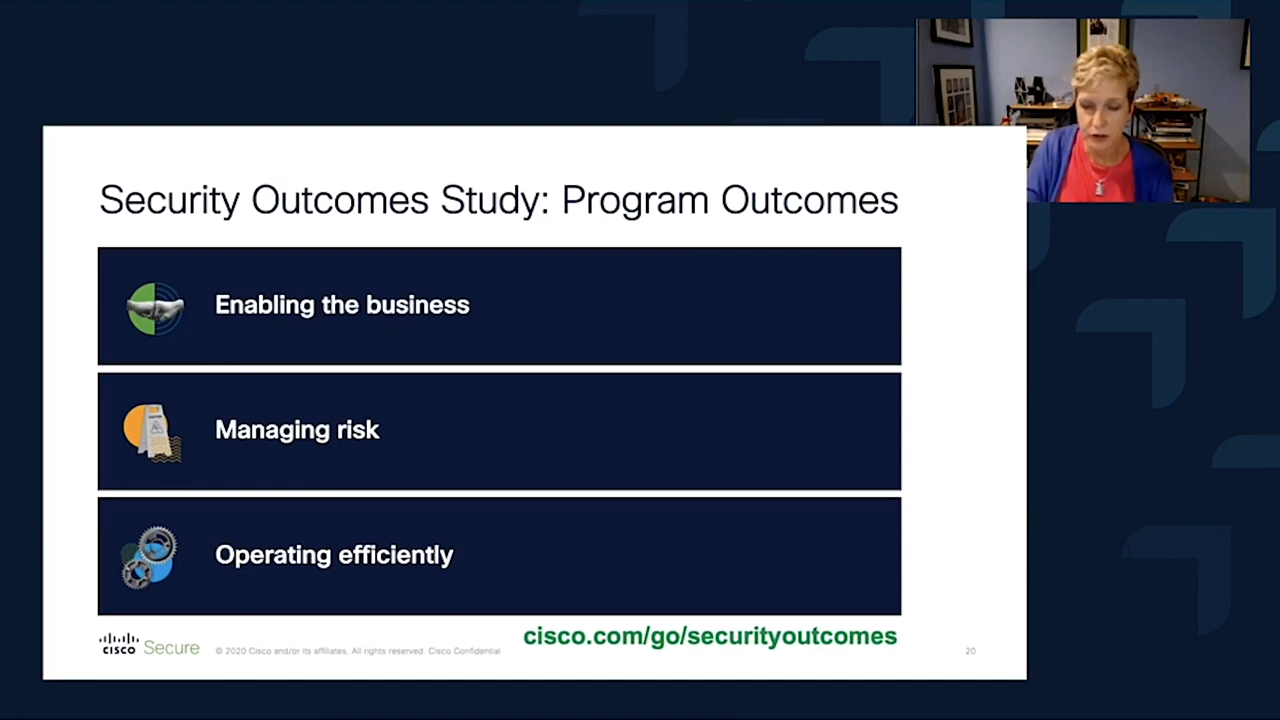 Security Outcomes Study: Program Outcomes
Enabling the business
Managing risk
Operating efficiently
cisco.com/go/securityoutcomes
CISCO Secure © 2020 Cisco and/or its affiliates. All rights reserved. Cisco Confidential 20